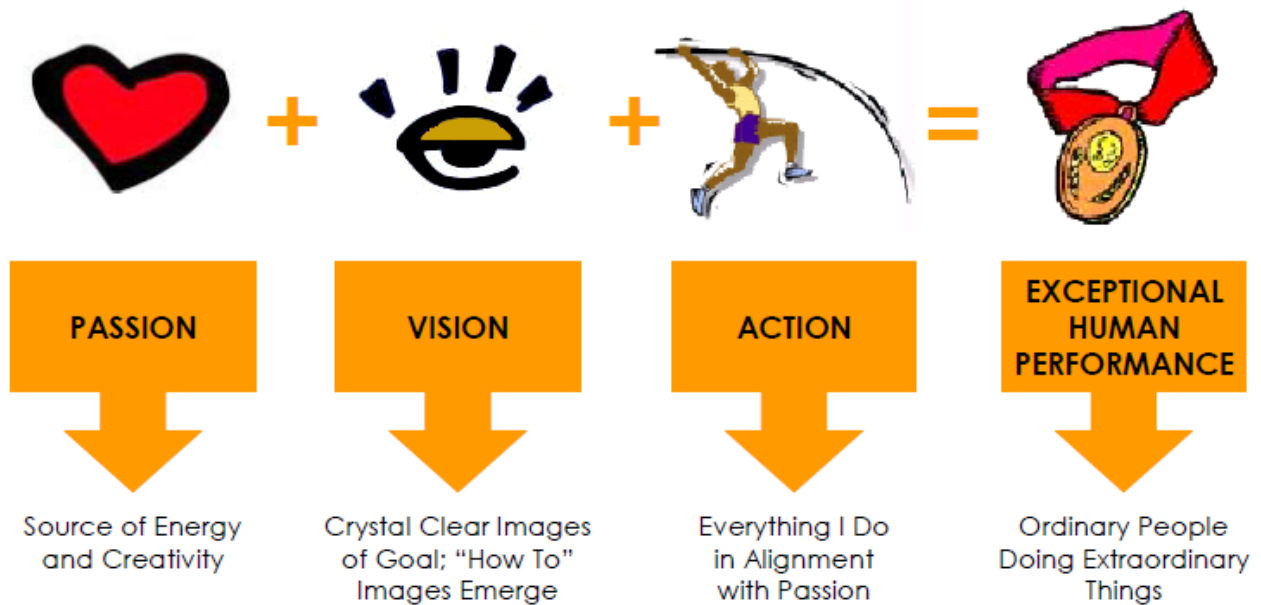 + + =
PASSION
VISION
ACTION
EXCEPTIONAL
HUMAN
PERFORMANCE
Source of Energy
and Creativity
Crystal Clear Images
of Goal; “How To”
Images Emerge
Everything I Do
in Alignment
with Passion
Ordinary People
Doing Extraordinary
Things